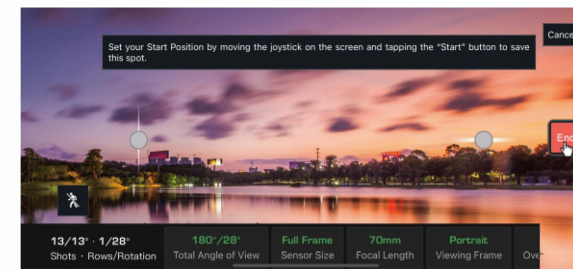 Cance
Set your Start Position by moving the joystick on the screen and tapping the “Start” button to save
this spot.
End
13/13° · 1/28° 180°/28° Full Frame 70mm Portrait
Shots · Rows/Rotation Total Angle of View Sensor Size Focal Length Viewing Frame Ove